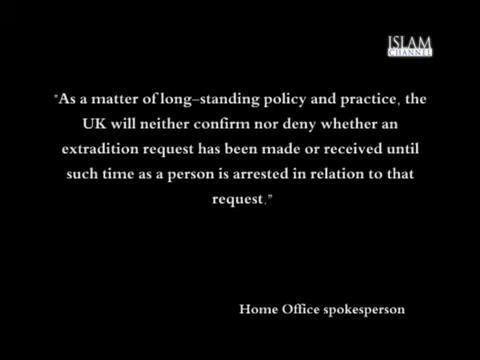 ISLAM
CHANNEL
"As a matter of long-standing policy and practice, the
UK will neither confirm nor deny whether an
extradition request has been made or received until
such time as a person is arrested in relation to that
request."
Home Office spokesperson